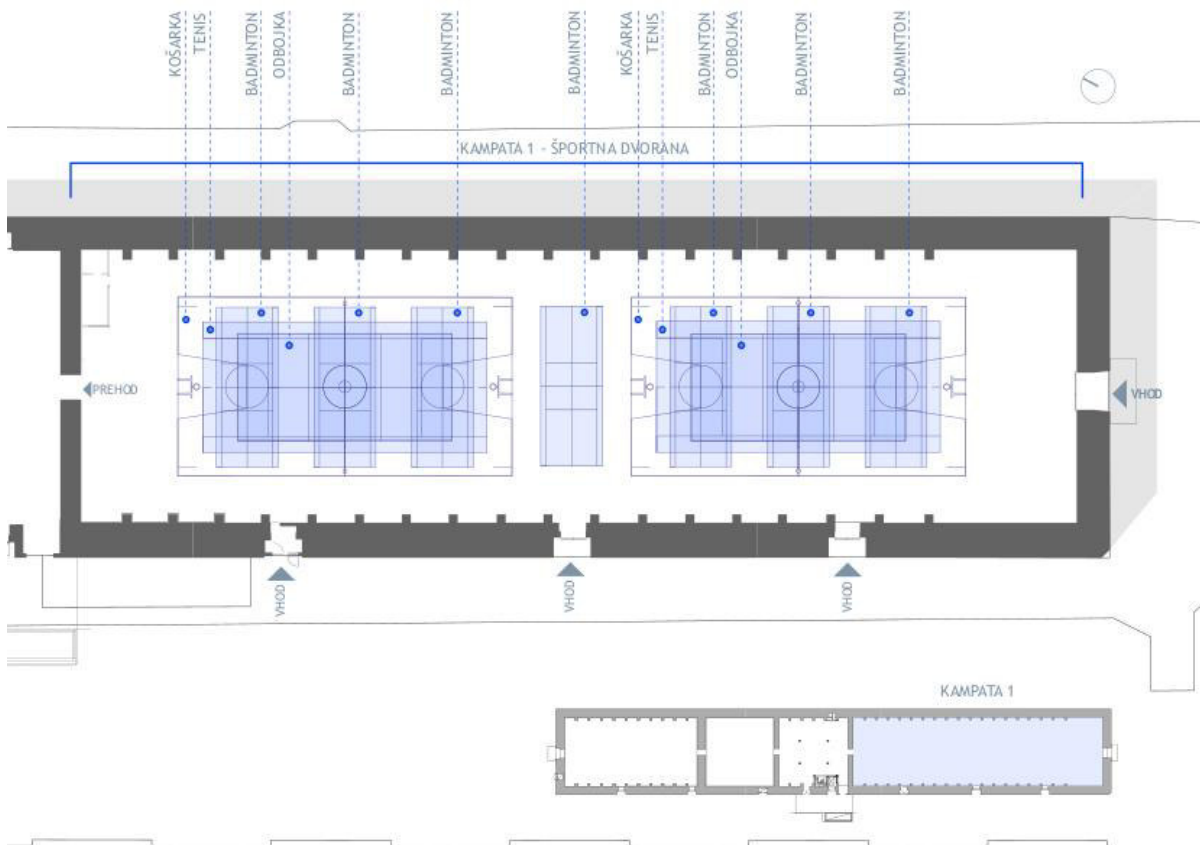 KOŠARKA
TENIS
BADMINTON
ODBOJKA
BADMINTON
BADMINTON
BADMINTON
KOŠARKA
TENIS
BADMINTON
ODBOJKA
BADMINTON
BADMINTON
KAMPATA 1 - ŠPORTNA DVORANA
PREHOD
VHOD
VHOD
VHOD
VHOD
KAMPATA 1